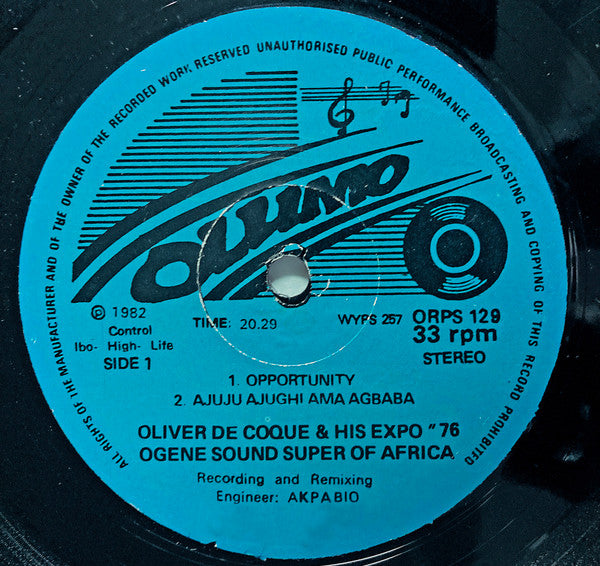 ALL RIGHTS OF THE MANUFACTURER AND OF THE OWNER OF THE RECORDED WORK RESERVED UNAUTHORISED PUBLIC PERFORMANCE BROADCASTING AND COPYING OF THIS RECORD PROHIBITED
OLUMO
℗ 1982
Control
Ibo- High- Life
SIDE 1
TIME: 20.29
WYPS 257
ORPS 129
33 rpm
STEREO
1. OPPORTUNITY
2. AJUJU AJUGHI AMA AGBABA
OLIVER DE COQUE & HIS EXPO "76
OGENE SOUND SUPER OF AFRICA
Recording and Remixing
Engineer: AKPABIO